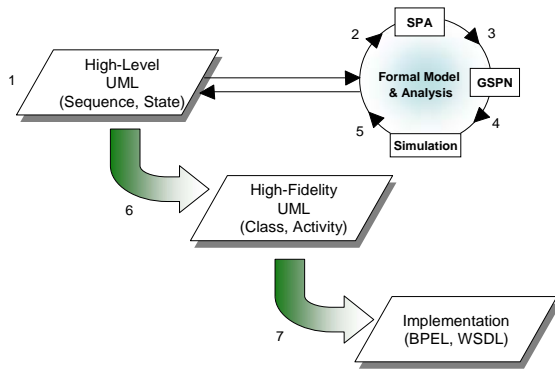 1
High-Level
UML
(Sequence, State)
2
SPA
3
Formal Model
& Analysis
GSPN
5
4
Simulation
6
High-Fidelity
UML
(Class, Activity)
7
Implementation
(BPEL, WSDL)